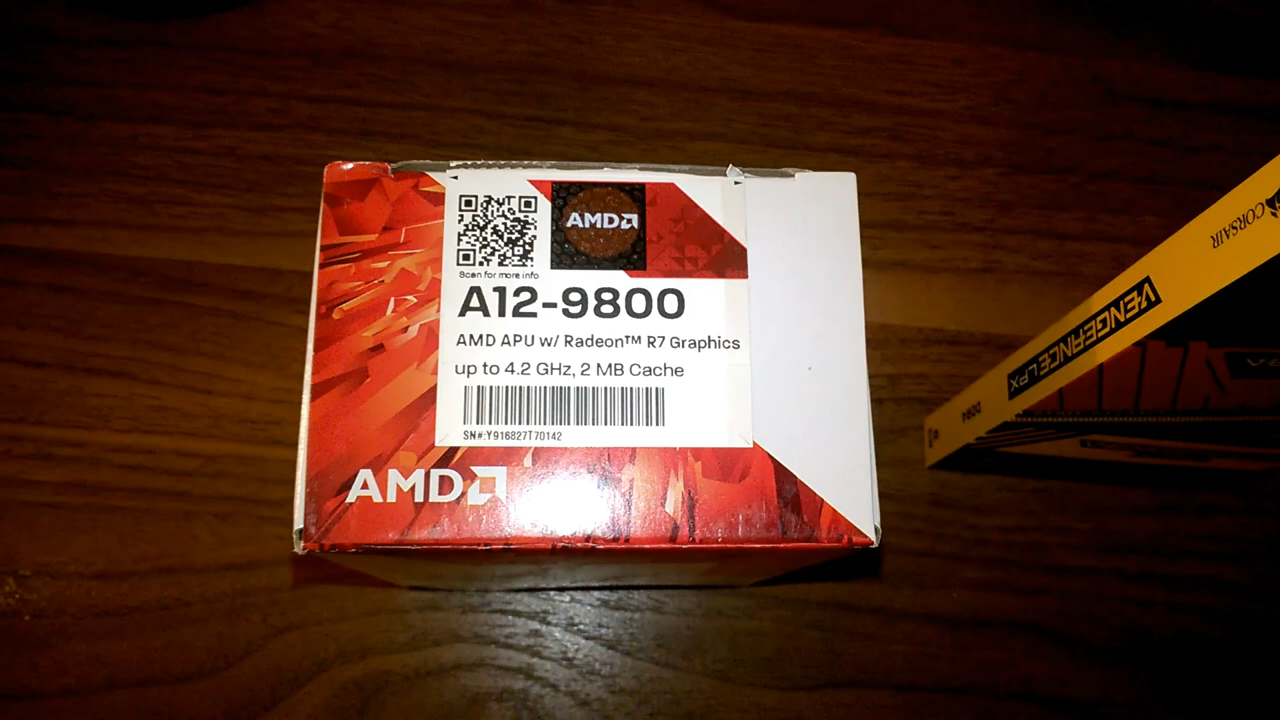 AMD
Scan for more info
A12-9800
AMD APU w/ Radeon™ R7 Graphics
up to 4.2 GHz, 2 MB Cache
SN#:Y916827T70142
AMD
CORSAIR
VENGEANCE LPX
DDR4